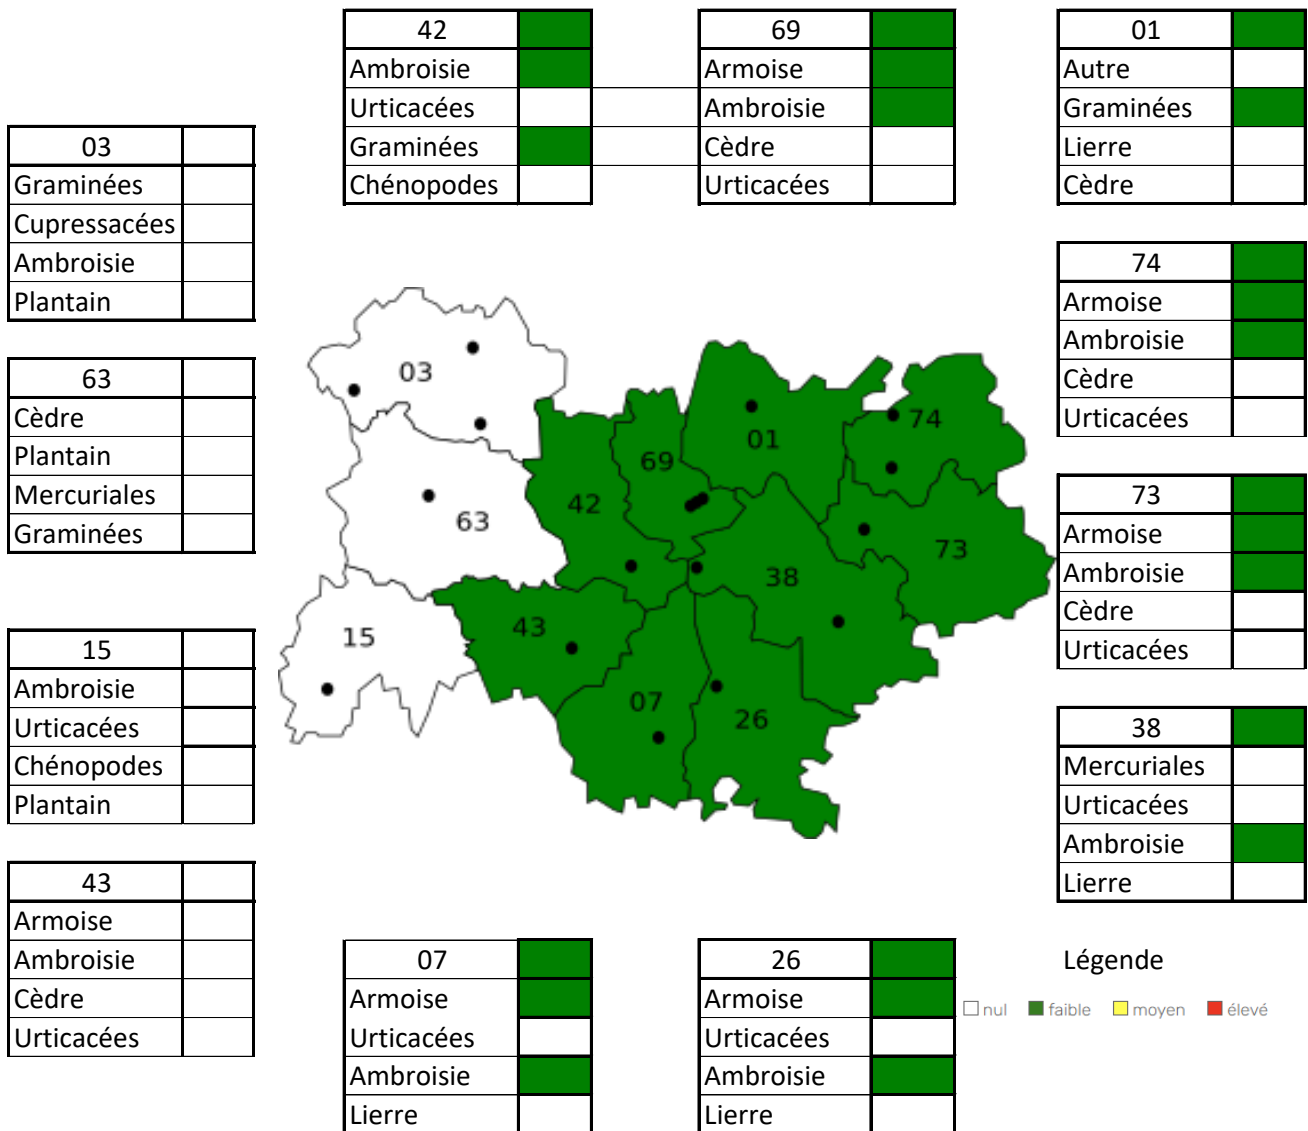 42
Ambroisie
Urticacées
Graminées
Chénopodes
69
Armoise
Ambroisie
Cèdre
Urticacées
01
Autre
Graminées
Lierre
Cèdre
03
Graminées
Cupressacées
Ambroisie
Plantain
74
Armoise
Ambroisie
Cèdre
Urticacées
63
Cèdre
Plantain
Mercuriales
Graminées
03
74
01
69
42
63
73
38
43
15
07
26
73
Armoise
Ambroisie
Cèdre
Urticacées
15
Ambroisie
Urticacées
Chénopodes
Plantain
38
Mercuriales
Urticacées
Ambroisie
Lierre
43
Armoise
Ambroisie
Cèdre
Urticacées
07
Armoise
Urticacées
Ambroisie
Lierre
26
Armoise
Urticacées
Ambroisie
Lierre
Légende
nul faible moyen élevé